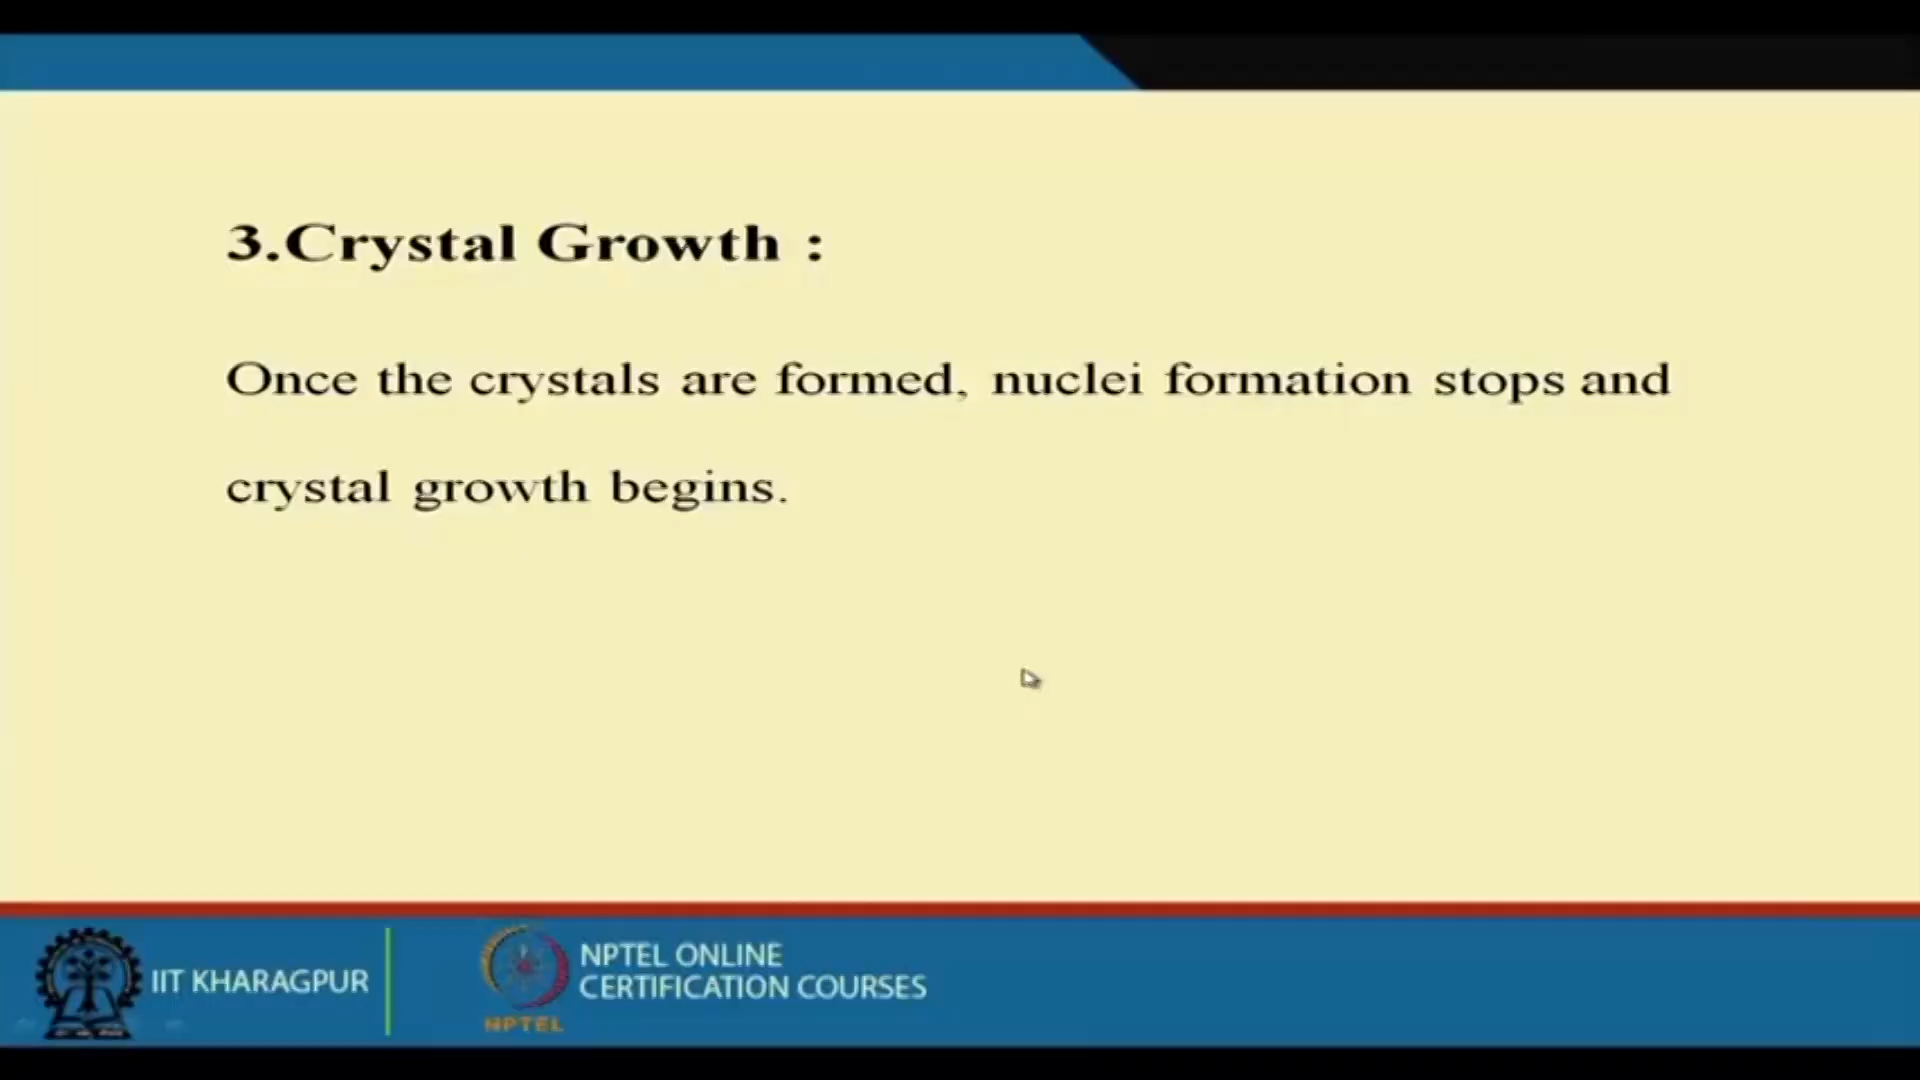 3.Crystal Growth :
Once the crystals are formed, nuclei formation stops and
crystal growth begins.
IIT KHARAGPUR
NPTEL
NPTEL ONLINE
CERTIFICATION COURSES